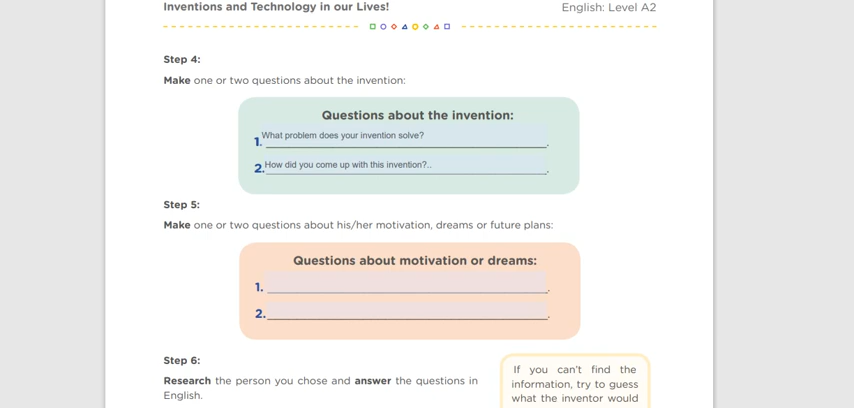 Inventions and Technology in our Lives!
English: Level A2
Step 4:
Make one or two questions about the invention:
Questions about the invention:
1. What problem does your invention solve? .
2. How did you come up with this invention?.. .
Step 5:
Make one or two questions about his/her motivation, dreams or future plans:
Questions about motivation or dreams:
1. .
2. .
Step 6:
Research the person you chose and answer the questions in
English.
If you can't find the
information, try to guess
what the inventor would